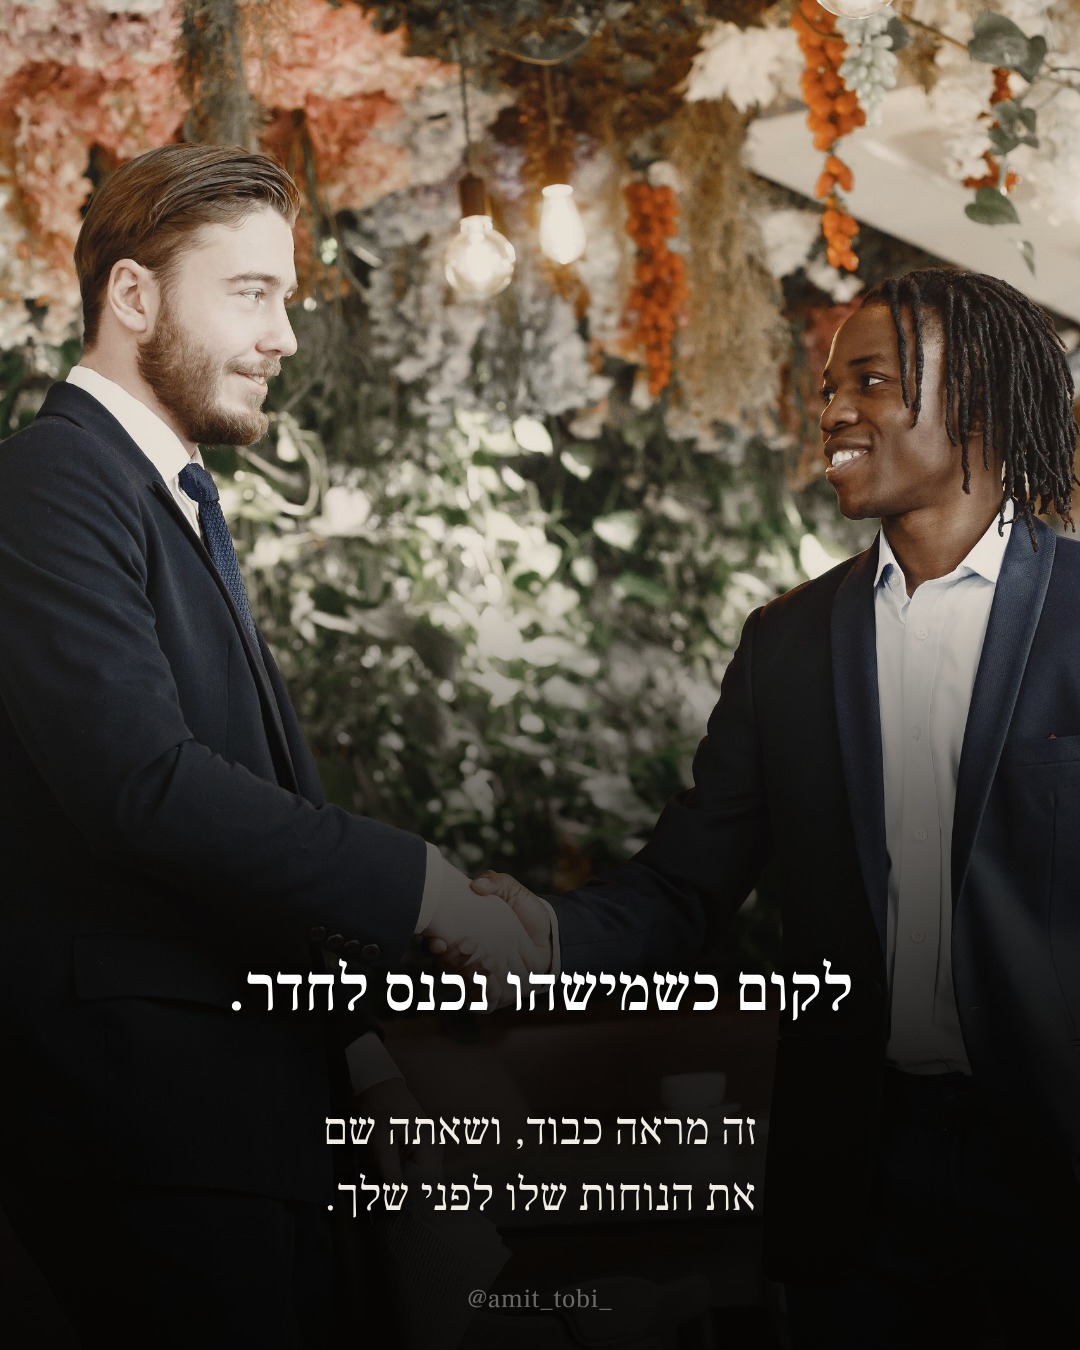 לקום כשמישהו נכנס לחדר.
זה מראה כבוד, ושאתה שם
את הנוחות שלו לפני שלך.
@amit_tobi_